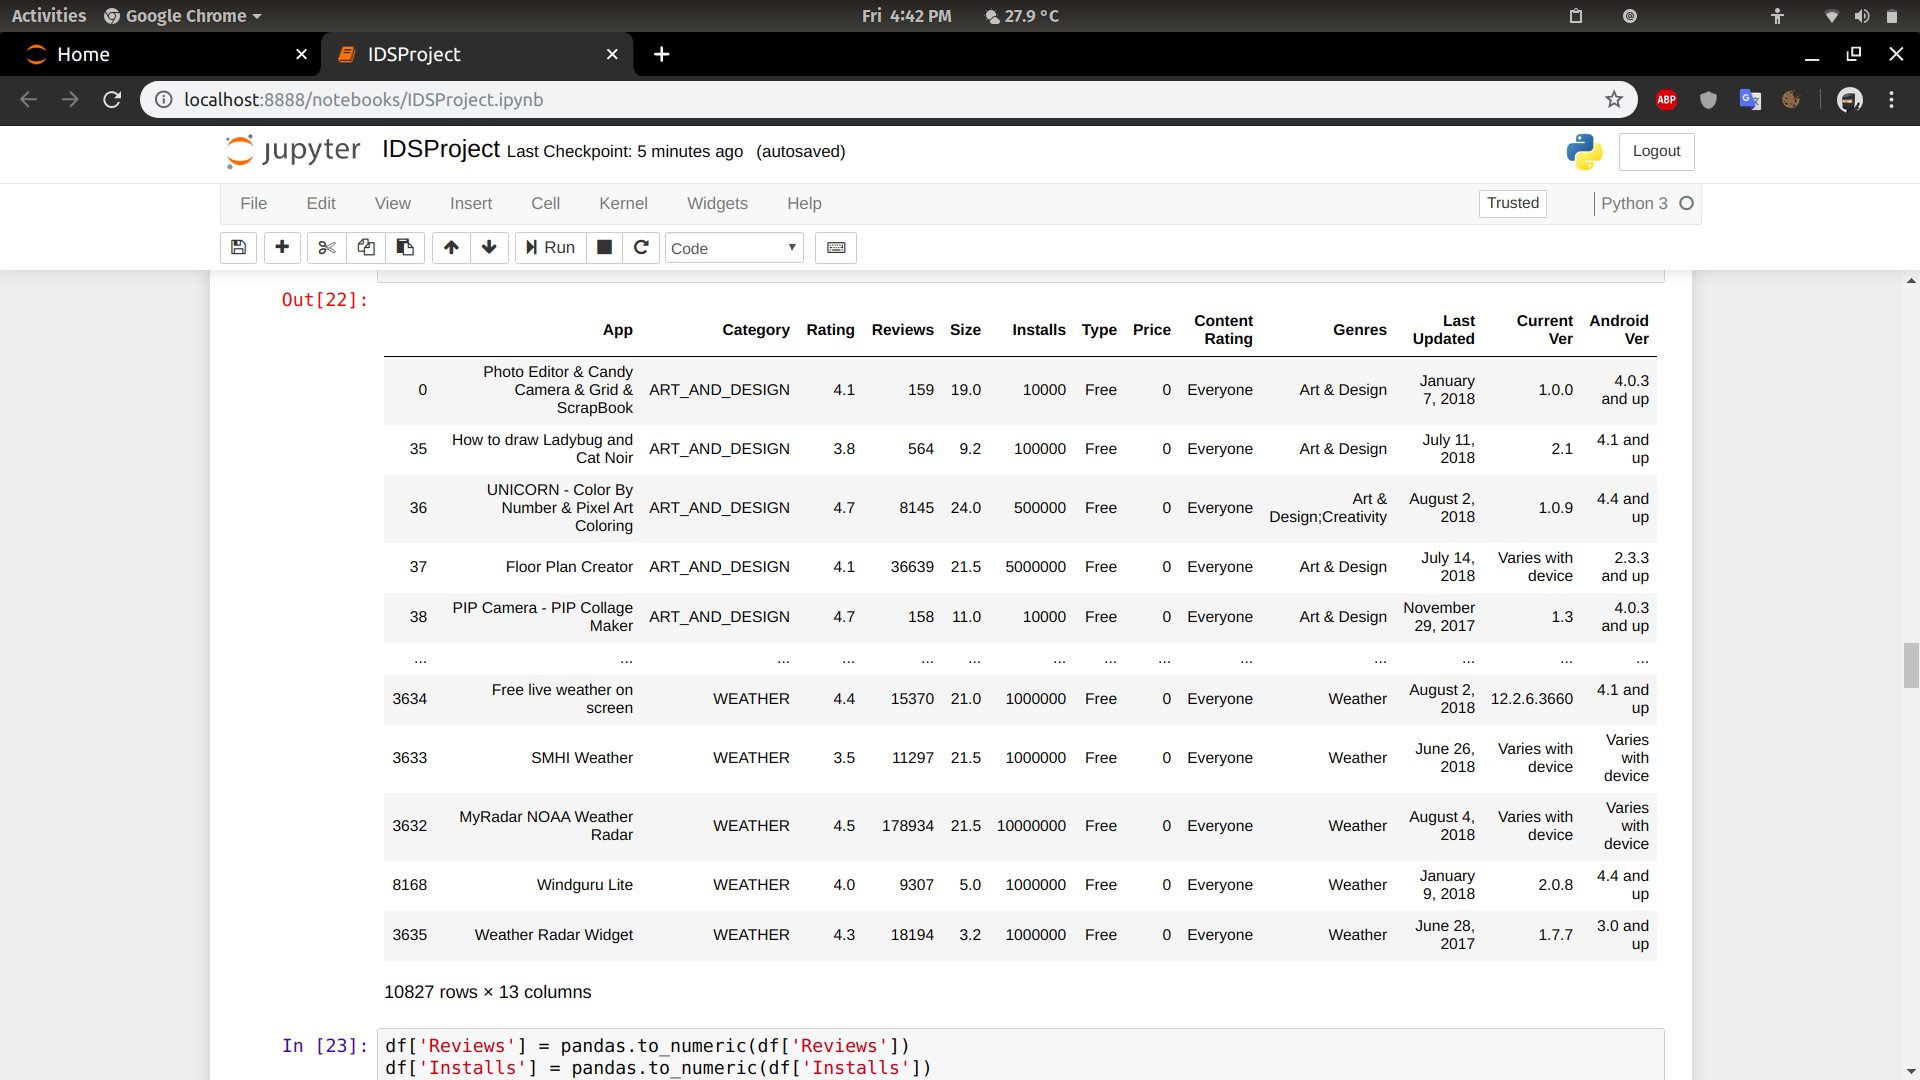 Activities Google Chrome Fri 4:42 PM 27.9 °C
Home IDSProject
localhost:8888/notebooks/IDSProject.ipynb ABP
jupyter IDSProject Last Checkpoint: 5 minutes ago (autosaved) Logout
File Edit View Insert Cell Kernel Widgets Help Trusted Python 3
Run Code
Out[22]:
App Category Rating Reviews Size Installs Type Price Content Rating Genres Last Updated Current Ver Android Ver
0 Photo Editor & Candy Camera & Grid & ScrapBook ART_AND_DESIGN 4.1 159 19.0 10000 Free 0 Everyone Art & Design January 7, 2018 1.0.0 4.0.3 and up
35 How to draw Ladybug and Cat Noir ART_AND_DESIGN 3.8 564 9.2 100000 Free 0 Everyone Art & Design July 11, 2018 2.1 4.1 and up
36 UNICORN - Color By Number & Pixel Art Coloring ART_AND_DESIGN 4.7 8145 24.0 500000 Free 0 Everyone Art & Design;Creativity August 2, 2018 1.0.9 4.4 and up
37 Floor Plan Creator ART_AND_DESIGN 4.1 36639 21.5 5000000 Free 0 Everyone Art & Design July 14, 2018 Varies with device 2.3.3 and up
38 PIP Camera - PIP Collage Maker ART_AND_DESIGN 4.7 158 11.0 10000 Free 0 Everyone Art & Design November 29, 2017 1.3 4.0.3 and up
... ... ... ... ... ... ... ... ... ... ... ... ... ...
3634 Free live weather on screen WEATHER 4.4 15370 21.0 1000000 Free 0 Everyone Weather August 2, 2018 12.2.6.3660 4.1 and up
3633 SMHI Weather WEATHER 3.5 11297 21.5 1000000 Free 0 Everyone Weather June 26, 2018 Varies with device Varies with device
3632 MyRadar NOAA Weather Radar WEATHER 4.5 178934 21.5 10000000 Free 0 Everyone Weather August 4, 2018 Varies with device Varies with device
8168 Windguru Lite WEATHER 4.0 9307 5.0 1000000 Free 0 Everyone Weather January 9, 2018 2.0.8 4.4 and up
3635 Weather Radar Widget WEATHER 4.3 18194 3.2 1000000 Free 0 Everyone Weather June 28, 2017 1.7.7 3.0 and up
10827 rows × 13 columns
In [23]: df['Reviews'] = pandas.to_numeric(df['Reviews'])
df['Installs'] = pandas.to_numeric(df['Installs'])